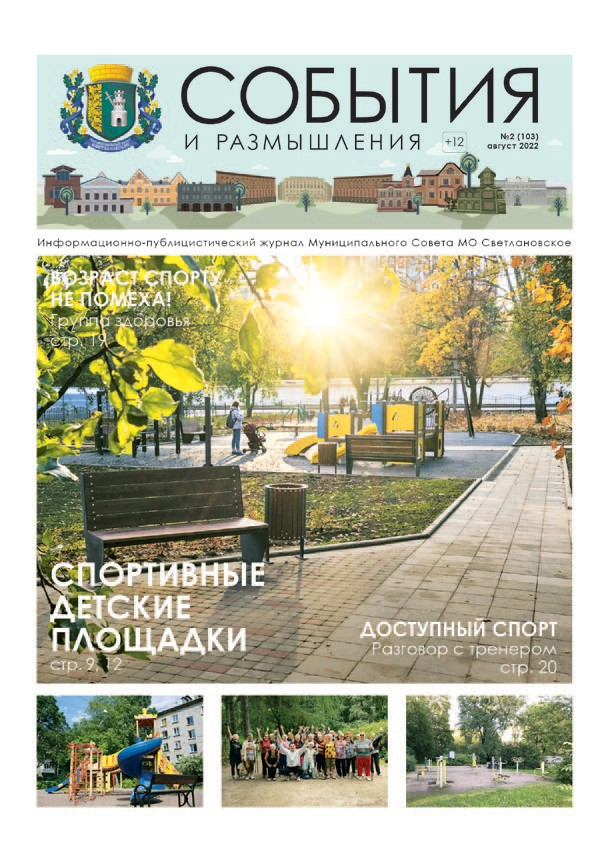 СОБЫТИЯ
И РАЗМЫШЛЕНИЯ
+12
№2 (103)
август 2022
Информационно-публицистический журнал Муниципального Совета МО Светлановское
ВОЗРАСТ СПОРТУ
НЕ ПОМЕХА!
Группа здоровья
стр. 19
СПОРТИВНЫЕ
ДЕТСКИЕ
ПЛОЩАДКИ
стр. 9, 12
ДОСТУПНЫЙ СПОРТ
Разговор с тренером
стр. 20